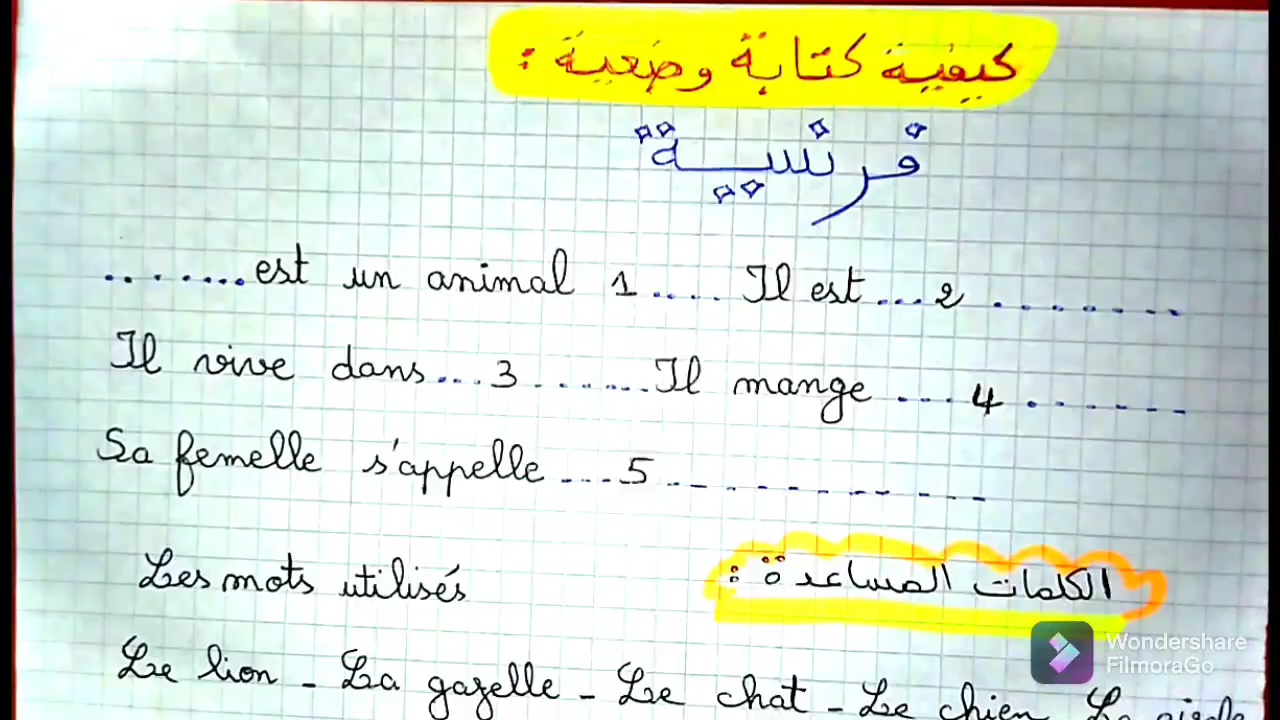 كيفية كتابة وضعية :
فرنسية
........est un animal 1.... Il est...2........
Il vive dans...3.......Il mange ....4......
Sa femelle s'appelle ...5..........
Les mots utilisés
الكلمات المساعدة :
Le lion - La gazelle - Le chat - Le chien
Wondershare
FilmoraGo